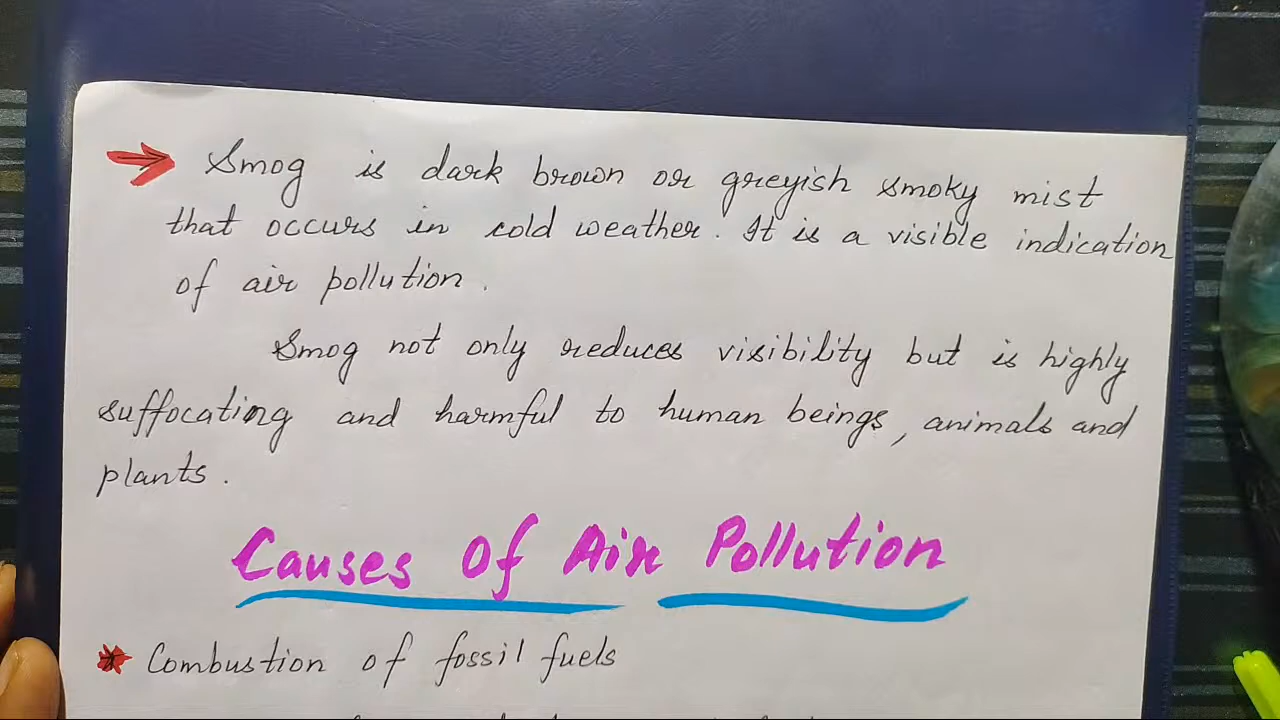 Smog is dark brown or greyish smoky mist
that occurs in cold weather. It is a visible indication
of air pollution.
Smog not only reduces visibility but is highly
suffocating and harmful to human beings, animals and
plants.
Causes Of Air Pollution
Combustion of fossil fuels